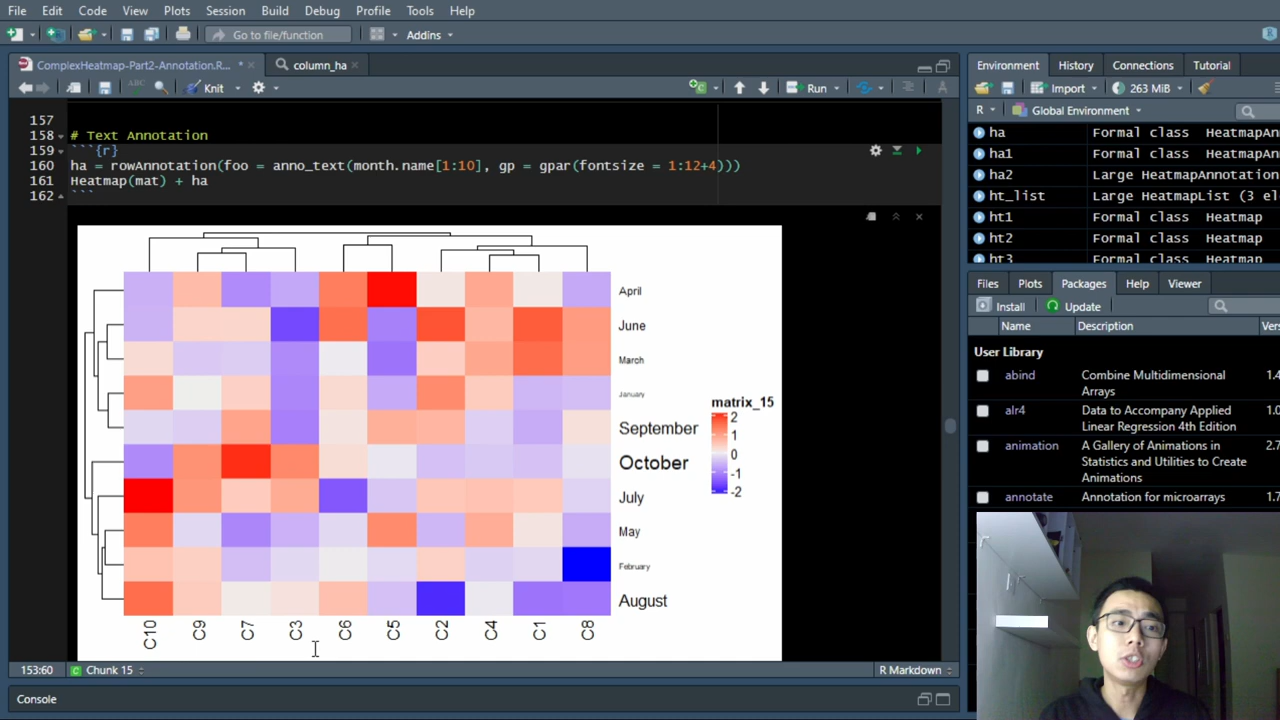 File Edit Code View Plots Session Build Debug Profile Tools Help
Go to file/function Addins
ComplexHeatmap-Part2-Annotation.R... * column_ha
Knit Run
157
158 # Text Annotation
159 ```{r}
160 ha = rowAnnotation(foo = anno_text(month.name[1:10], gp = gpar(fontsize = 1:12+4)))
161 Heatmap(mat) + ha
162 ```
April
June
March
January
September
October
July
May
February
August
matrix_15
2
1
0
-1
-2
C10 C9 C7 C3 C6 C5 C2 C4 C1 C8
153:60 Chunk 15 R Markdown
Console
Environment History Connections Tutorial
Import 263 MiB
R Global Environment
ha Formal class HeatmapAnno
ha1 Formal class HeatmapAnno
ha2 Large HeatmapAnnotation
ht_list Large HeatmapList (3 el
ht1 Formal class Heatmap
ht2 Formal class Heatmap
ht3 Formal class Heatmap
Files Plots Packages Help Viewer
Install Update
Name Description Vers
User Library
abind Combine Multidimensional 1.4
Arrays
alr4 Data to Accompany Applied 1.0
Linear Regression 4th Edition
animation A Gallery of Animations in 2.7
Statistics and Utilities to Create
Animations
annotate Annotation for microarrays 1.7